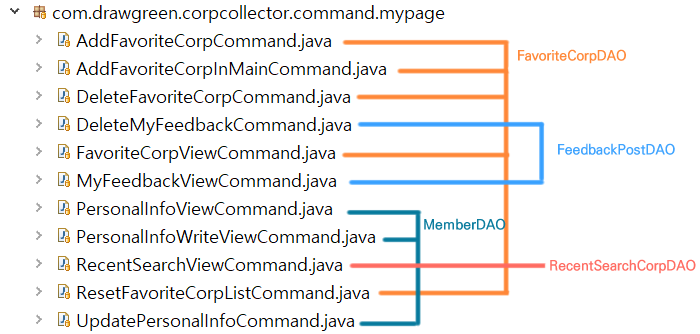 com.drawgreen.corpcollector.command.mypage
AddFavoriteCorpCommand.java
FavoriteCorpDAO
AddFavoriteCorpInMainCommand.java
DeleteFavoriteCorpCommand.java
DeleteMyFeedbackCommand.java
FavoriteCorpViewCommand.java
FeedbackPostDAO
MyFeedbackViewCommand.java
PersonalInfoViewCommand.java
MemberDAO
PersonalInfoWriteViewCommand.java
RecentSearchViewCommand.java
RecentSearchCorpDAO
ResetFavoriteCorpListCommand.java
UpdatePersonalInfoCommand.java